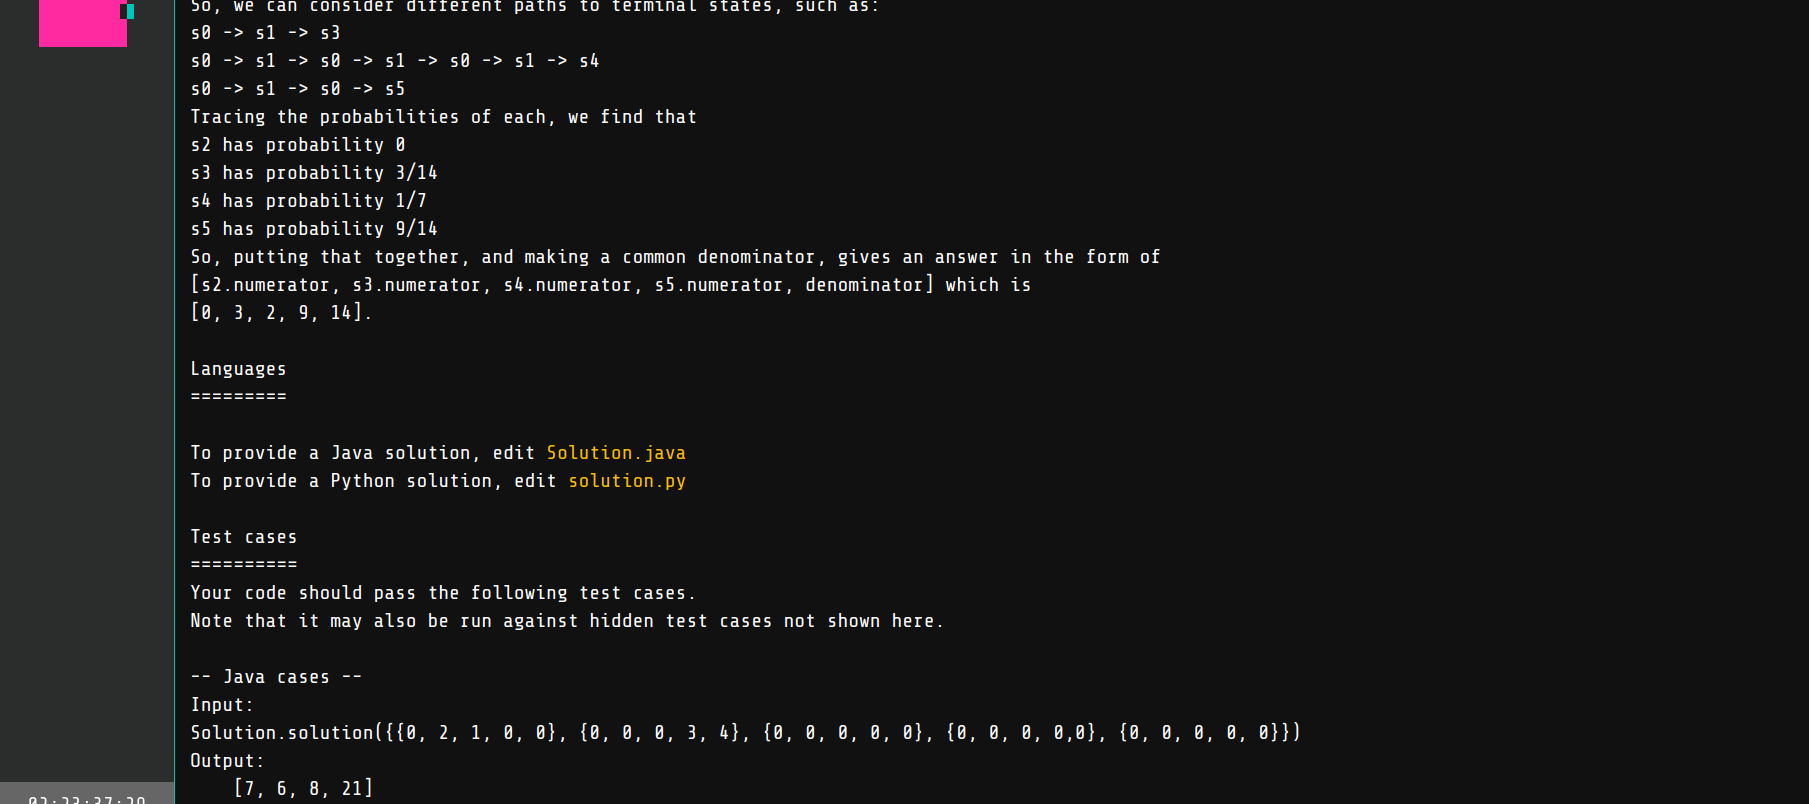 So, we can consider different paths to terminal states, such as:
s0 -> s1 -> s3
s0 -> s1 -> s0 -> s1 -> s0 -> s1 -> s4
s0 -> s1 -> s0 -> s5
Tracing the probabilities of each, we find that
s2 has probability 0
s3 has probability 3/14
s4 has probability 1/7
s5 has probability 9/14
So, putting that together, and making a common denominator, gives an answer in the form of
[s2.numerator, s3.numerator, s4.numerator, s5.numerator, denominator] which is
[0, 3, 2, 9, 14].
Languages
=========
To provide a Java solution, edit Solution.java
To provide a Python solution, edit solution.py
Test cases
==========
Your code should pass the following test cases.
Note that it may also be run against hidden test cases not shown here.
-- Java cases --
Input:
Solution.solution({{0, 2, 1, 0, 0}, {0, 0, 0, 3, 4}, {0, 0, 0, 0, 0}, {0, 0, 0, 0,0}, {0, 0, 0, 0, 0}})
Output:
[7, 6, 8, 21]